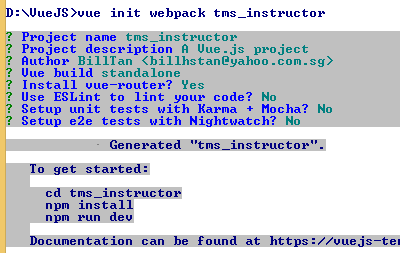 D:\VueJS>vue init webpack tms_instructor
? Project name tms_instructor
? Project description A Vue.js project
? Author BillTan <billhstan@yahoo.com.sg>
? Vue build standalone
? Install vue-router? Yes
? Use ESLint to lint your code? No
? Setup unit tests with Karma + Mocha? No
? Setup e2e tests with Nightwatch? No
· Generated "tms_instructor".
To get started:
cd tms_instructor
npm install
npm run dev
Documentation can be found at https://vuejs-te